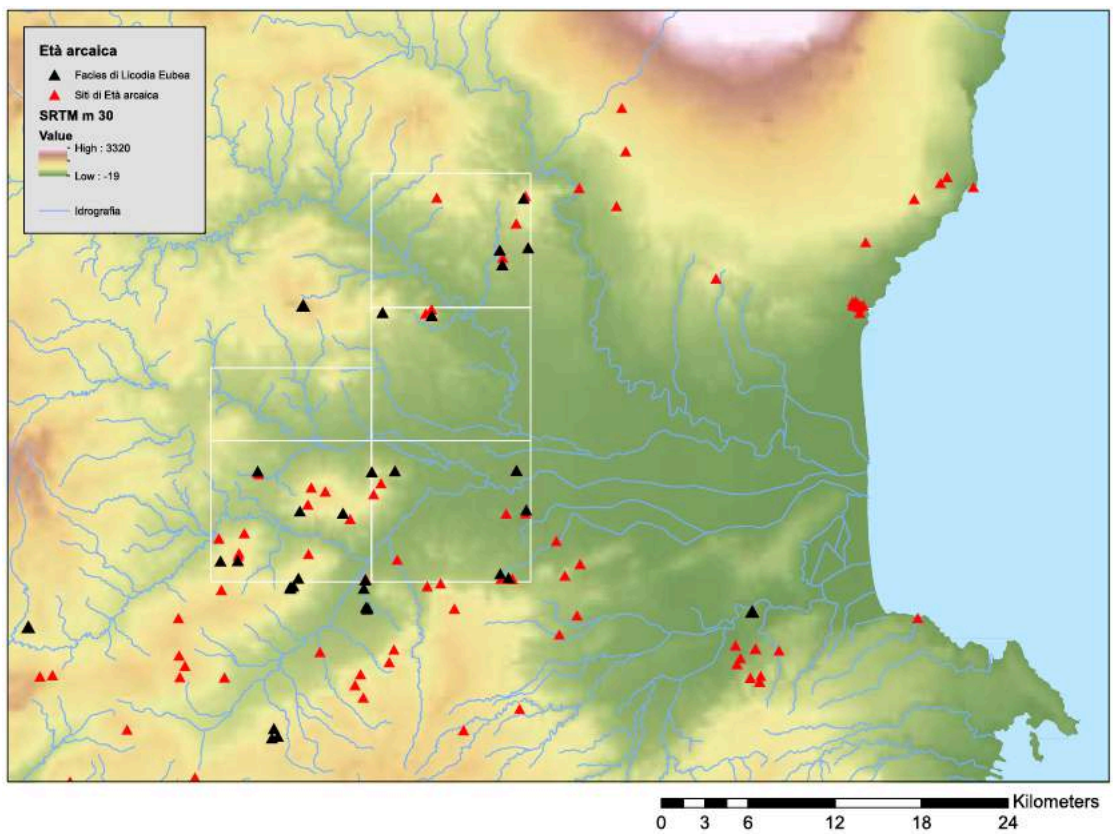 Età arcaica
Facies di Licodia Eubea
Siti di Età arcaica
SRTM m 30
Value
High : 3320
Low : -19
Idrografia
Kilometers
0 3 6 12 18 24